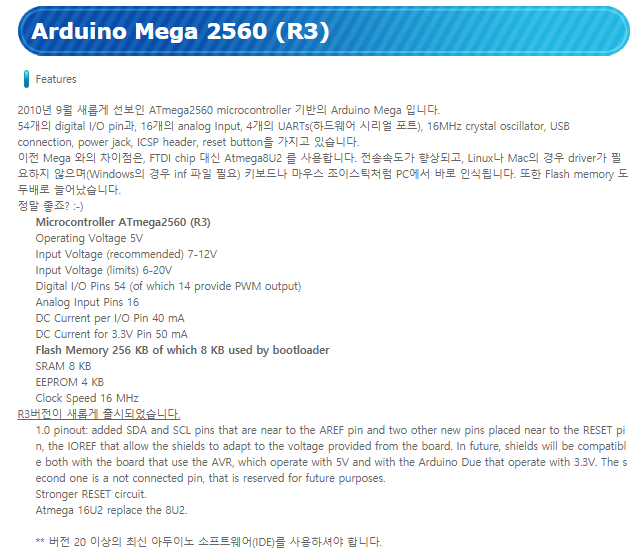 Arduino Mega 2560 (R3)
Features
2010년 9월 새롭게 선보인 ATmega2560 microcontroller 기반의 Arduino Mega 입니다.
54개의 digital I/O pin과, 16개의 analog Input, 4개의 UARTs(하드웨어 시리얼 포트), 16MHz crystal oscillator, USB
connection, power jack, ICSP header, reset button을 가지고 있습니다.
이전 Mega 와의 차이점은, FTDI chip 대신 Atmega8U2 를 사용합니다. 전송속도가 향상되고, Linux나 Mac의 경우 driver가 필
요하지 않으며(Windows의 경우 inf 파일 필요) 키보드나 마우스 조이스틱처럼 PC에서 바로 인식됩니다. 또한 Flash memory 도
두배로 늘어났습니다.
정말 좋죠? :-)
Microcontroller ATmega2560 (R3)
Operating Voltage 5V
Input Voltage (recommended) 7-12V
Input Voltage (limits) 6-20V
Digital I/O Pins 54 (of which 14 provide PWM output)
Analog Input Pins 16
DC Current per I/O Pin 40 mA
DC Current for 3.3V Pin 50 mA
Flash Memory 256 KB of which 8 KB used by bootloader
SRAM 8 KB
EEPROM 4 KB
Clock Speed 16 MHz
R3버전이 새롭게 출시되었습니다.
1.0 pinout: added SDA and SCL pins that are near to the AREF pin and two other new pins placed near to the RESET pi
n, the IOREF that allow the shields to adapt to the voltage provided from the board. In future, shields will be compatibl
e both with the board that use the AVR, which operate with 5V and with the Arduino Due that operate with 3.3V. The s
econd one is a not connected pin, that is reserved for future purposes.
Stronger RESET circuit.
Atmega 16U2 replace the 8U2.
** 버전 20 이상의 최신 아두이노 소프트웨어(IDE)를 사용하셔야 합니다.